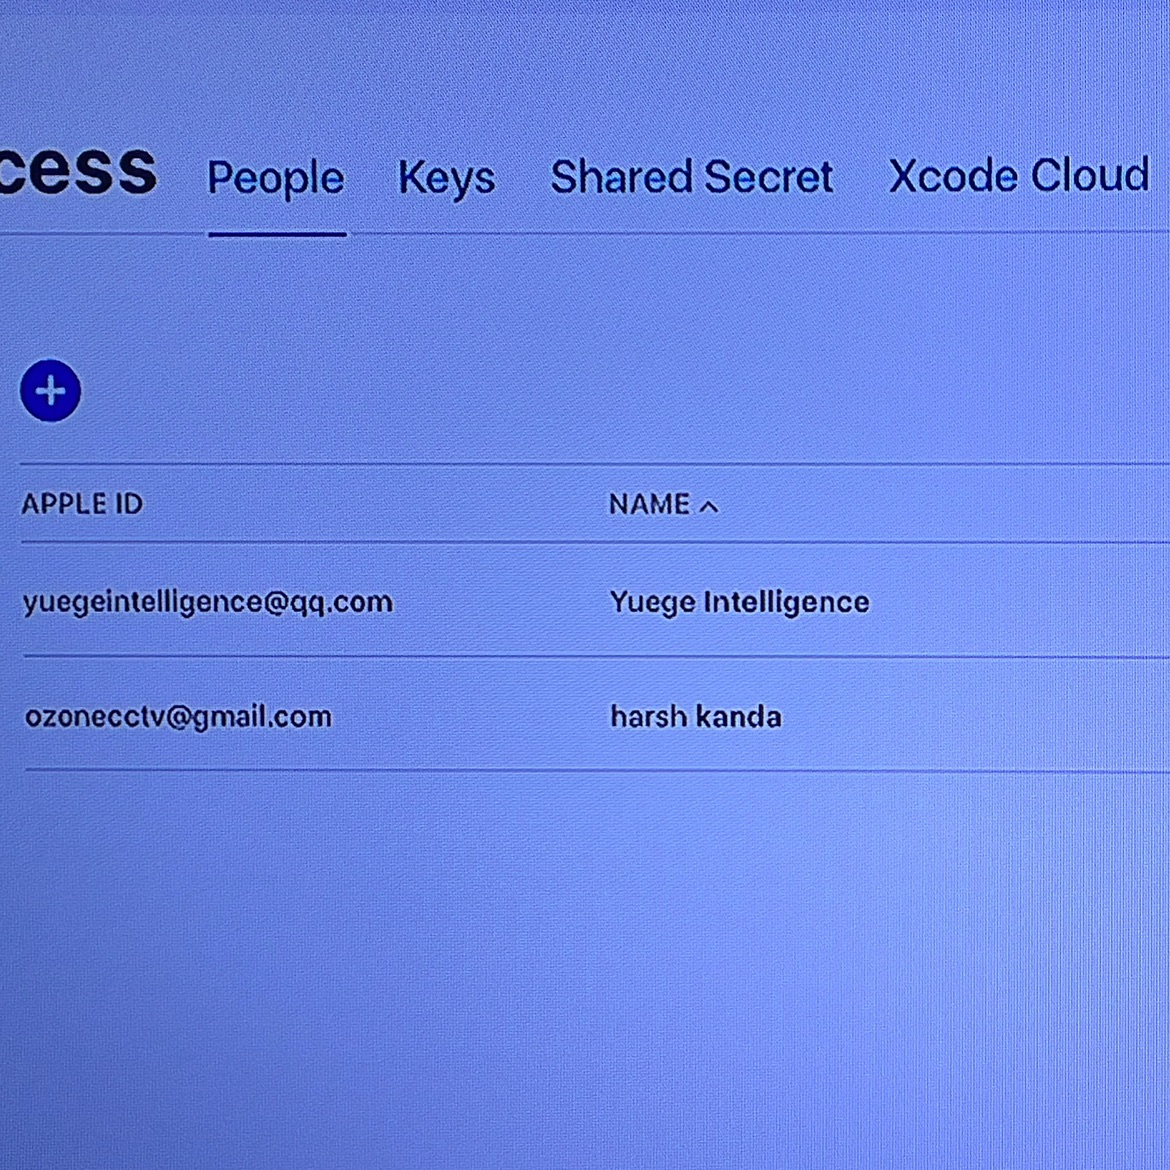 cess People Keys Shared Secret Xcode Cloud
APPLE ID NAME
yuegeintelligence@qq.com Yuege Intelligence
ozonecctv@gmail.com harsh kanda